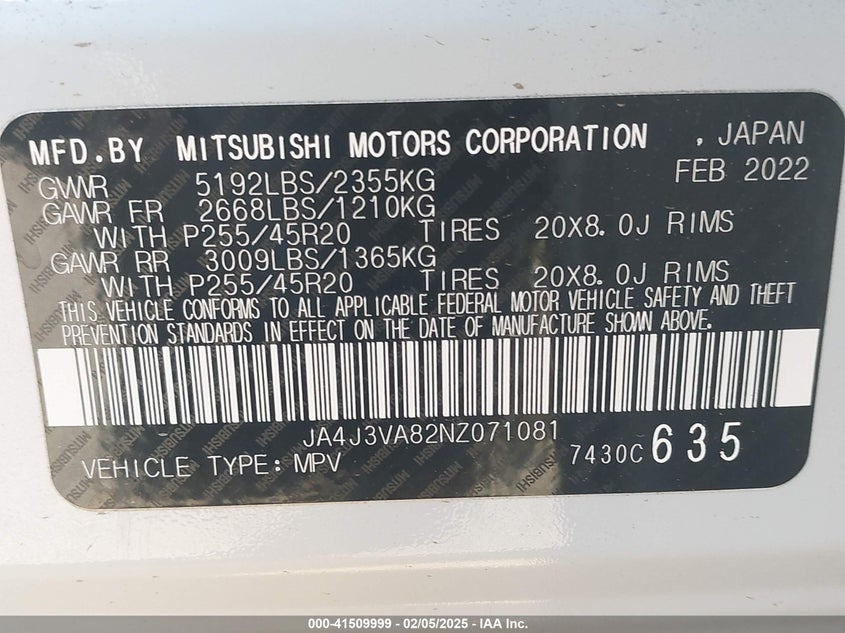 MFD.BY MITSUBISHI MOTORS CORPORATION , JAPAN
FEB 2022
GVWR 5192LBS/2355KG
GAWR FR 2668LBS/1210KG
WITH P255/45R20 TIRES 20X8.0J RIMS
GAWR RR 3009LBS/1365KG
WITH P255/45R20 TIRES 20X8.0J RIMS
THIS VEHICLE CONFORMS TO ALL APPLICABLE FEDERAL MOTOR VEHICLE SAFETY AND THEFT
PREVENTION STANDARDS IN EFFECT ON THE DATE OF MANUFACTURE SHOWN ABOVE.
JA4J3VA82NZ071081
VEHICLE TYPE: MPV 7430C 635
000-41509999 — 02/05/2025 — IAA Inc.